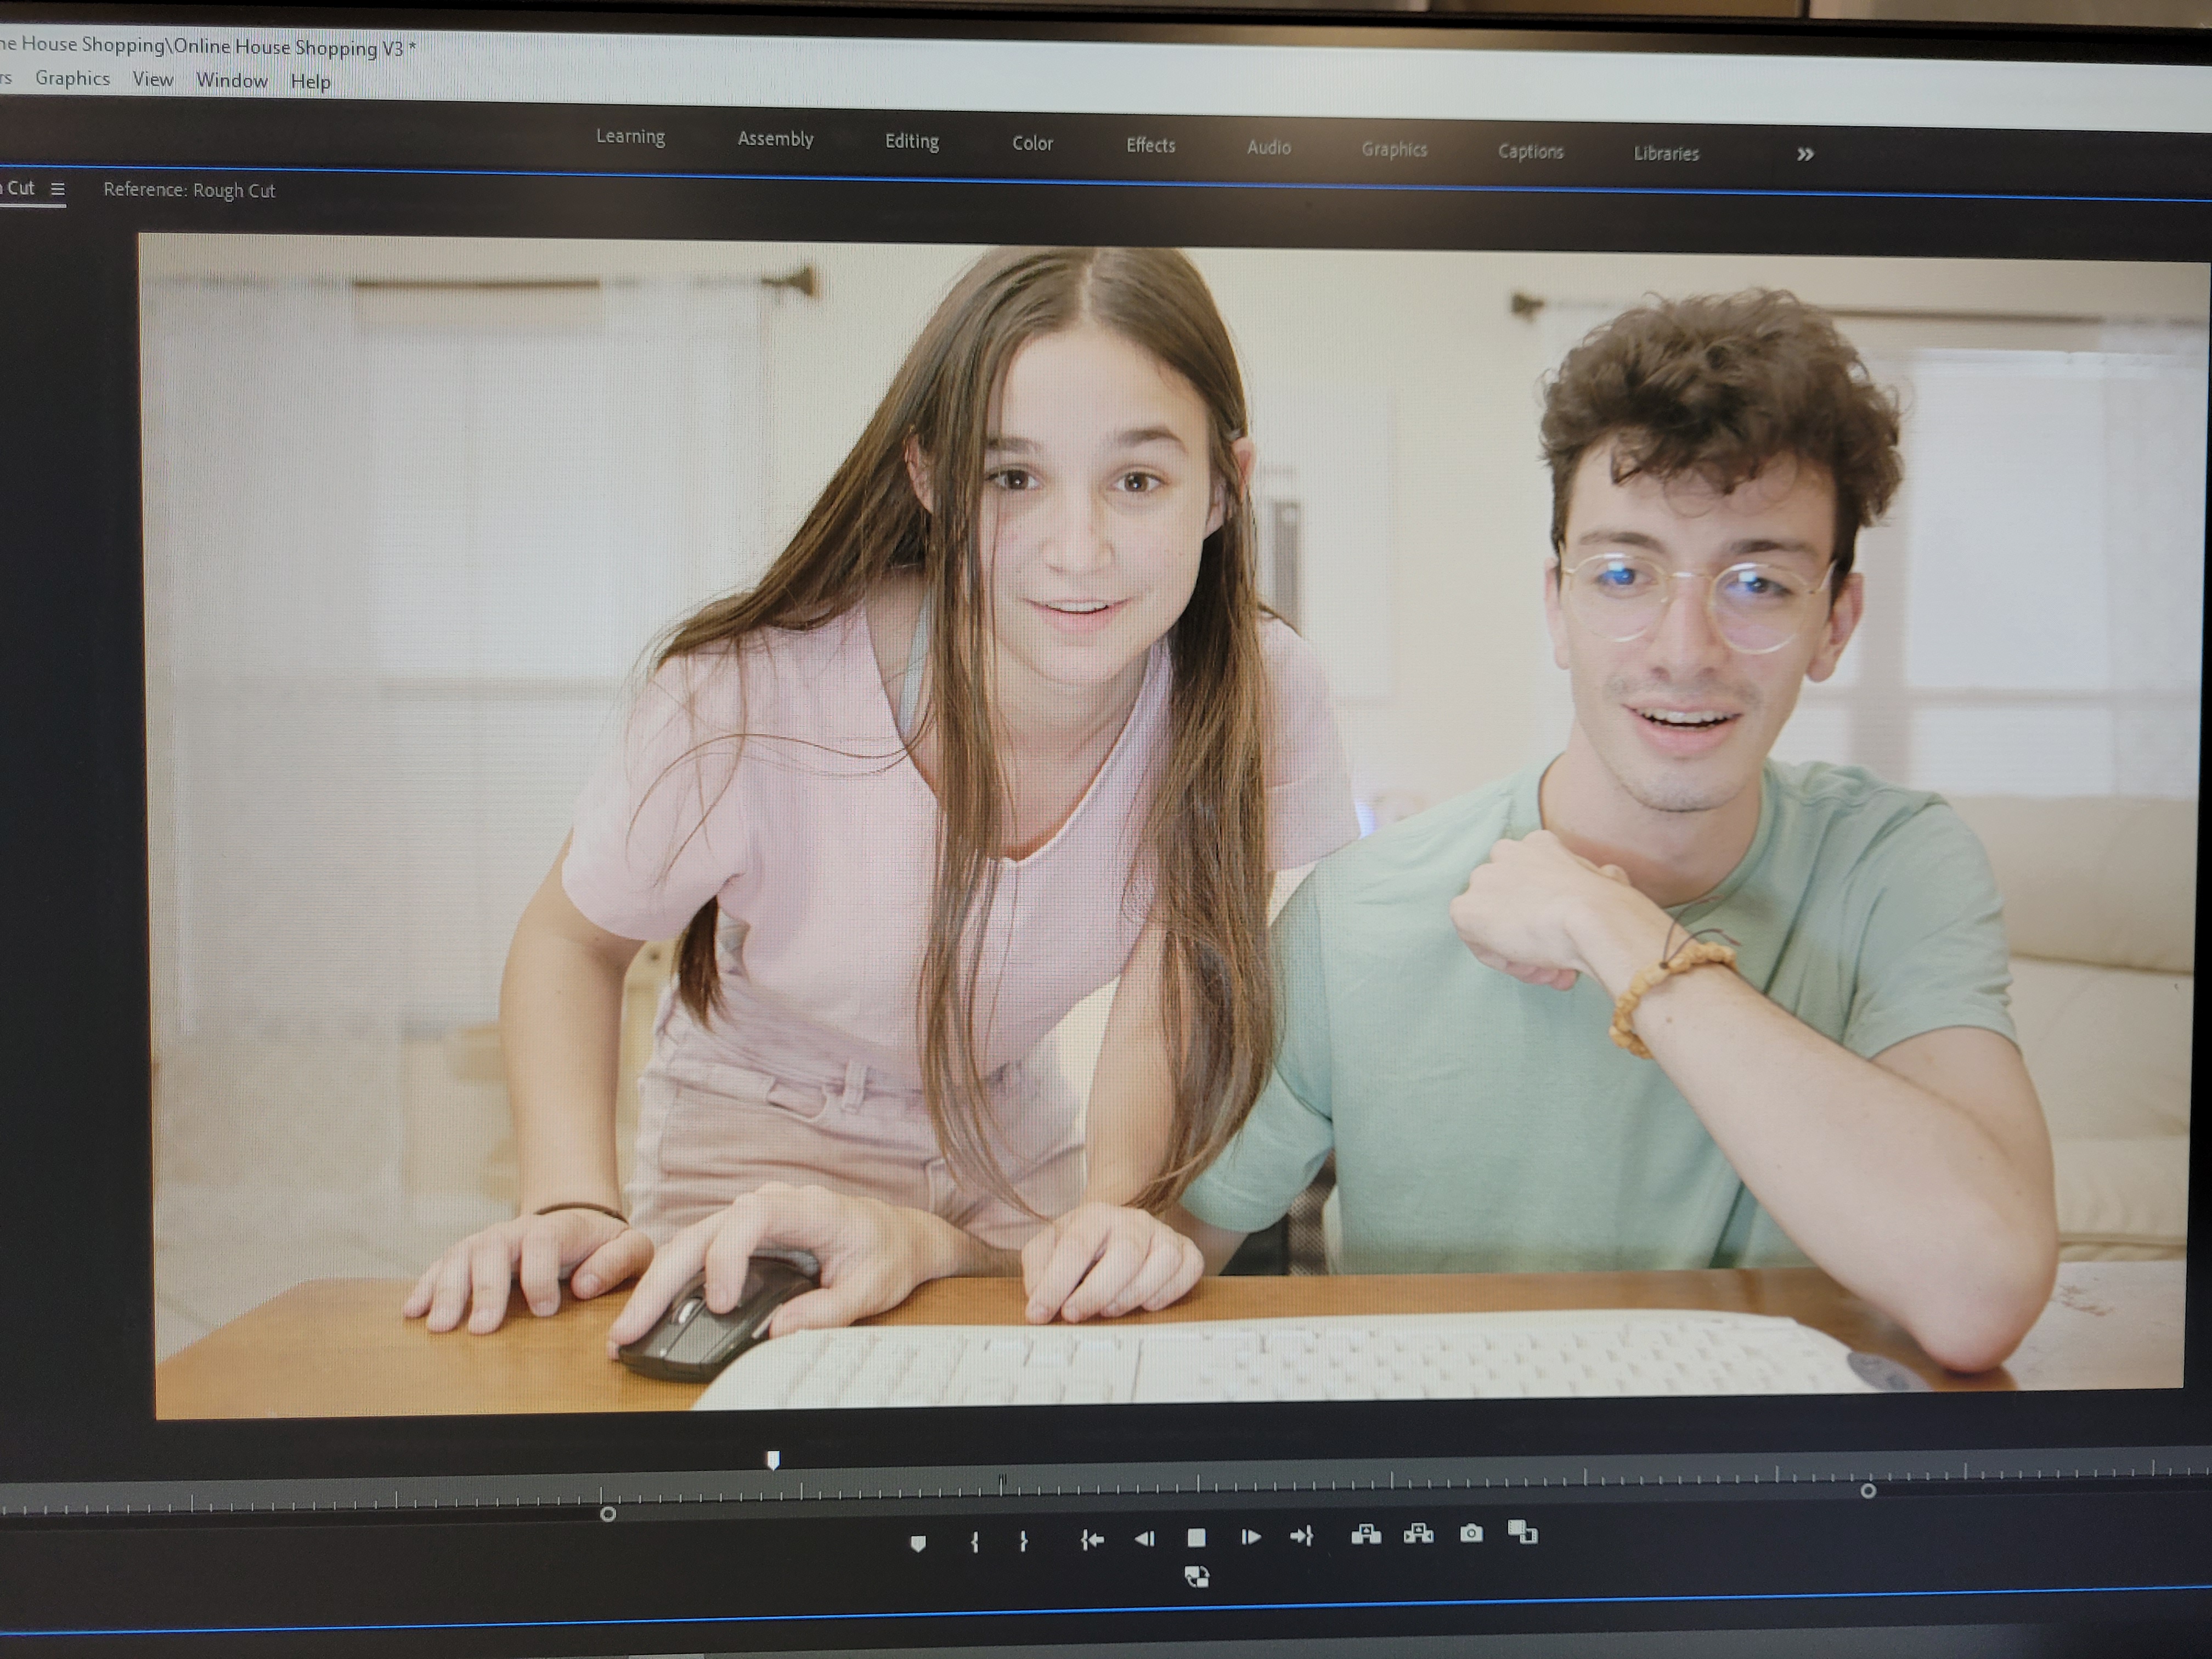 ne House Shopping\Online House Shopping V3 *
rs Graphics View Window Help
Learning Assembly Editing Color Effects Audio Graphics Captions Libraries »
Cut ≡ Reference: Rough Cut